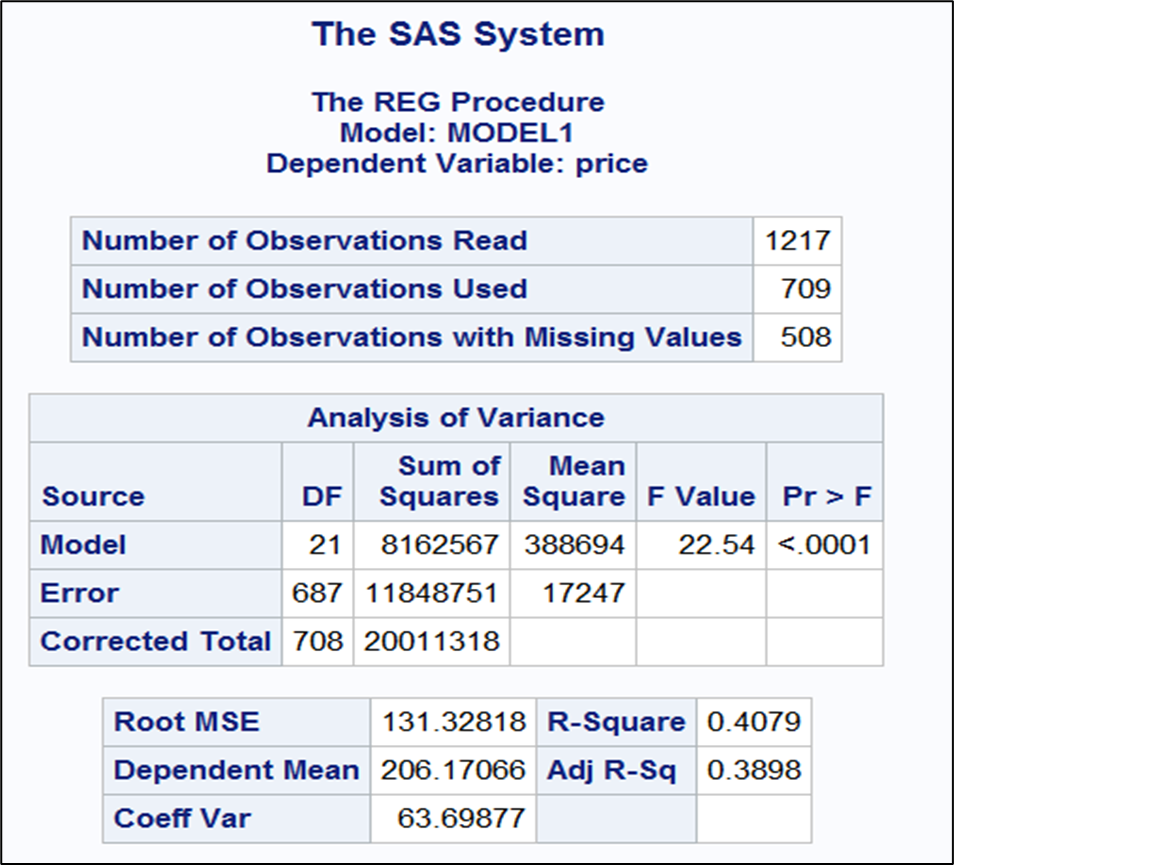 The SAS System
The REG Procedure
Model: MODEL1
Dependent Variable: price
Number of Observations Read 1217
Number of Observations Used 709
Number of Observations with Missing Values 508
Analysis of Variance
Source DF Sum of Squares Mean Square F Value Pr > F
Model 21 8162567 388694 22.54 <.0001
Error 687 11848751 17247
Corrected Total 708 20011318
Root MSE 131.32818 R-Square 0.4079
Dependent Mean 206.17066 Adj R-Sq 0.3898
Coeff Var 63.69877